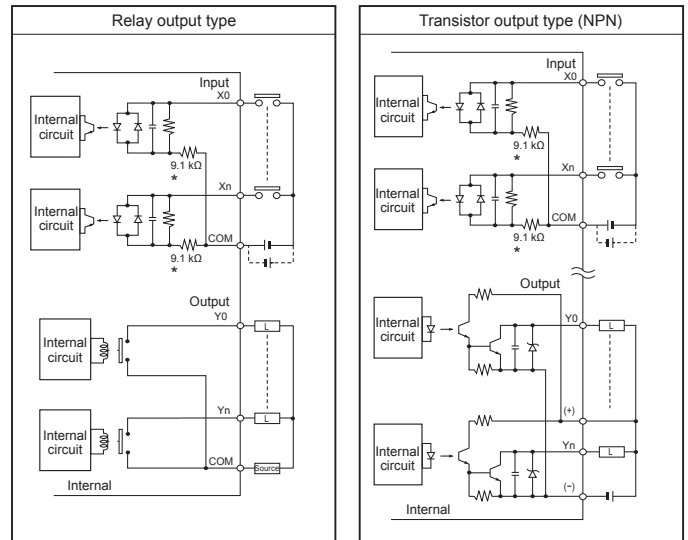 Relay output type
Input
X0
Internal
circuit
9.1 kΩ
*
Xn
Internal
circuit
COM
9.1 kΩ
*
Output
Y0
L
Internal
circuit
Yn
L
Internal
circuit
COM
Source
Internal
Transistor output type (NPN)
Input
X0
Internal
circuit
9.1 kΩ
*
Xn
Internal
circuit
COM
9.1 kΩ
*
Output
Y0
L
Internal
circuit
(+)
Yn
L
Internal
circuit
(−)
Internal